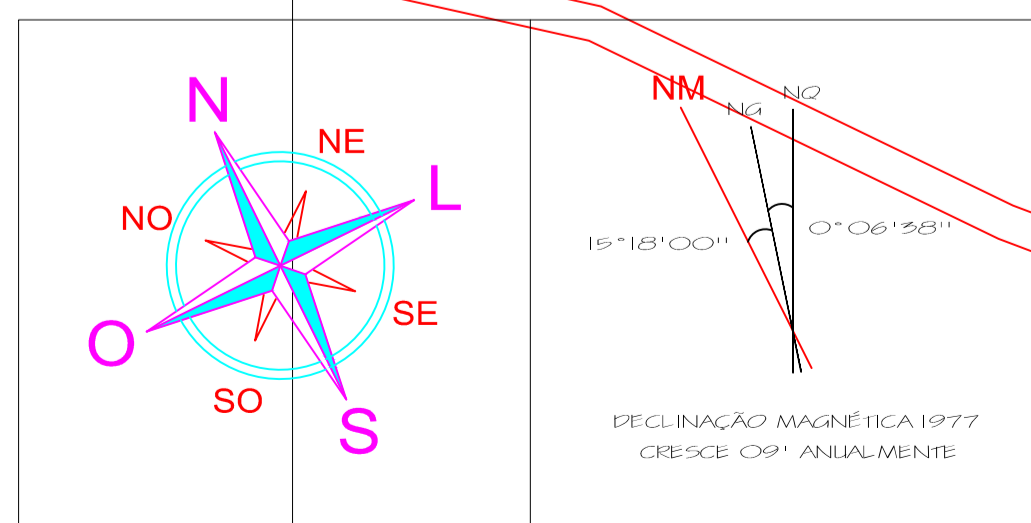 N
NE
L
NO
SE
O
SO
S
NM
NG
NQ
15°18'00"
0°06'38"
DECLINAÇÃO MAGNÉTICA 1977
CRESCE 09' ANUALMENTE